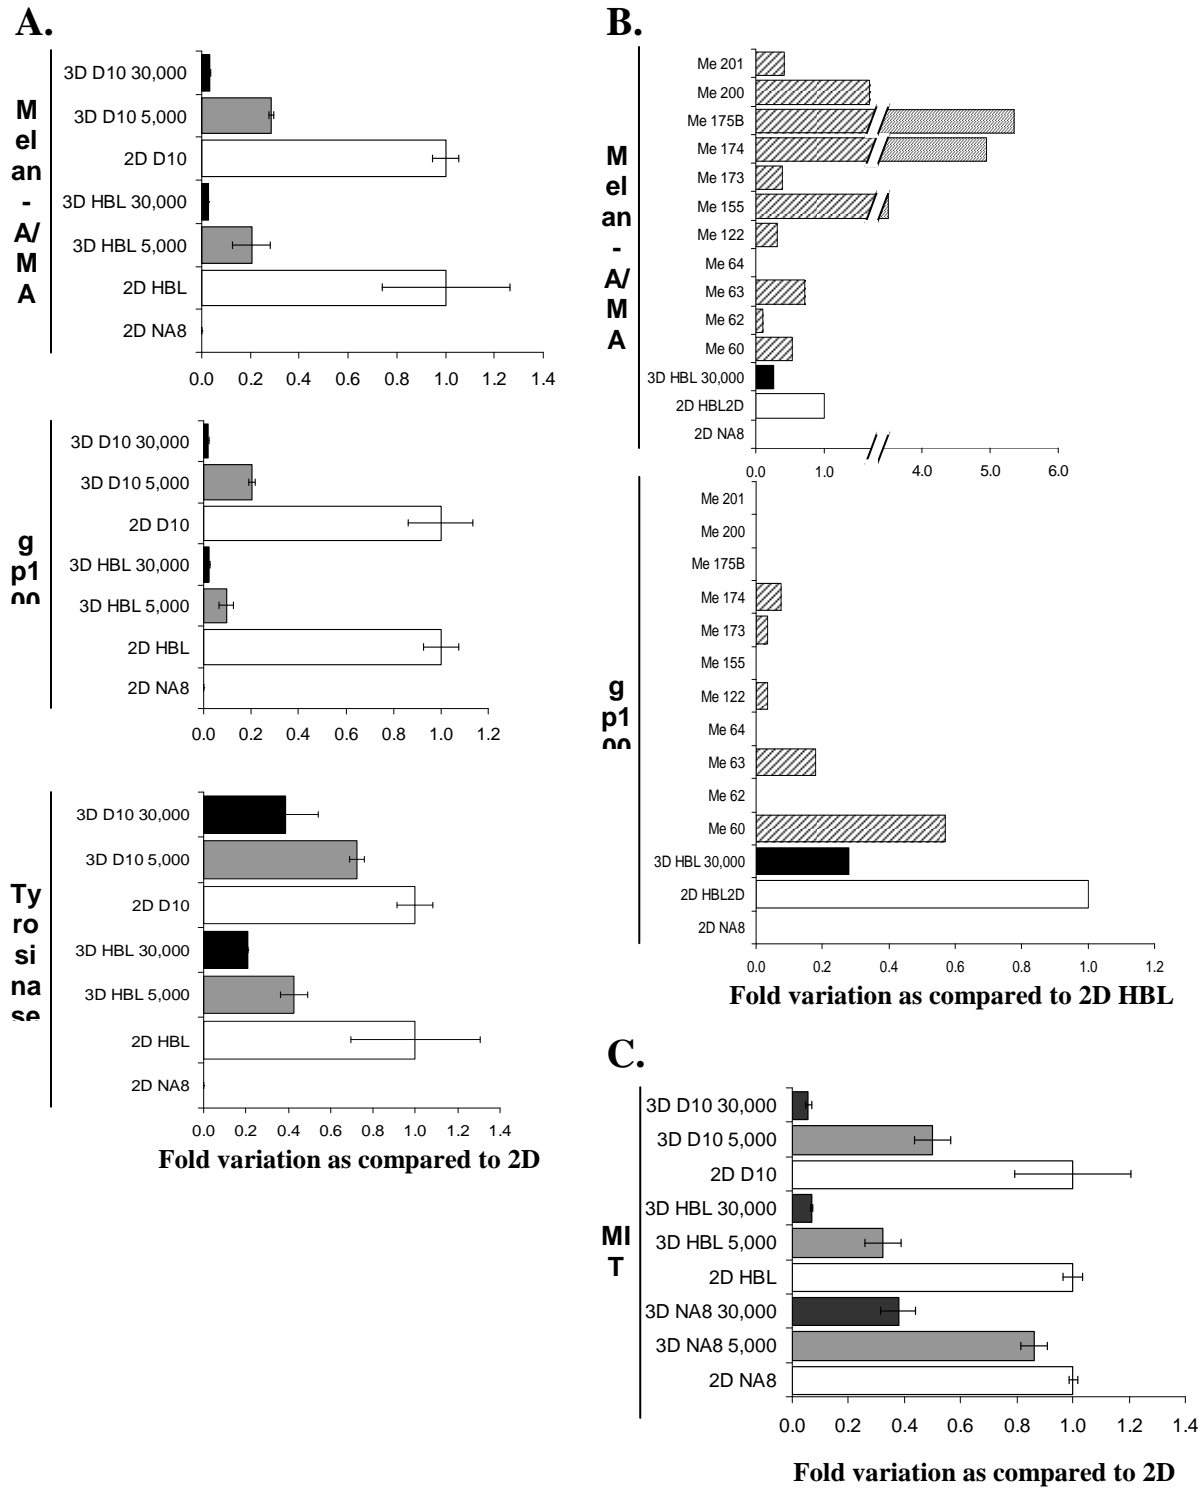 A.
M
el
an
-
A/
M
A
3D D10 30,000
3D D10 5,000
2D D10
3D HBL 30,000
3D HBL 5,000
2D HBL
2D NA8
0.0 0.2 0.4 0.6 0.8 1.0 1.2 1.4
g
p1
00
3D D10 30,000
3D D10 5,000
2D D10
3D HBL 30,000
3D HBL 5,000
2D HBL
2D NA8
0.0 0.2 0.4 0.6 0.8 1.0 1.2
Ty
ro
si
na
se
3D D10 30,000
3D D10 5,000
2D D10
3D HBL 30,000
3D HBL 5,000
2D HBL
2D NA8
0.0 0.2 0.4 0.6 0.8 1.0 1.2 1.4
Fold variation as compared to 2D
B.
M
el
an
-
A/
M
A
Me 201
Me 200
Me 175B
Me 174
Me 173
Me 155
Me 122
Me 64
Me 63
Me 62
Me 60
3D HBL 30,000
2D HBL2D
2D NA8
0.0 1.0 4.0 5.0 6.0
g
p1
00
Me 201
Me 200
Me 175B
Me 174
Me 173
Me 155
Me 122
Me 64
Me 63
Me 62
Me 60
3D HBL 30,000
2D HBL2D
2D NA8
0.0 0.2 0.4 0.6 0.8 1.0 1.2
Fold variation as compared to 2D HBL
C.
MI
T
3D D10 30,000
3D D10 5,000
2D D10
3D HBL 30,000
3D HBL 5,000
2D HBL
3D NA8 30,000
3D NA8 5,000
2D NA8
0.0 0.2 0.4 0.6 0.8 1.0 1.2 1.4
Fold variation as compared to 2D